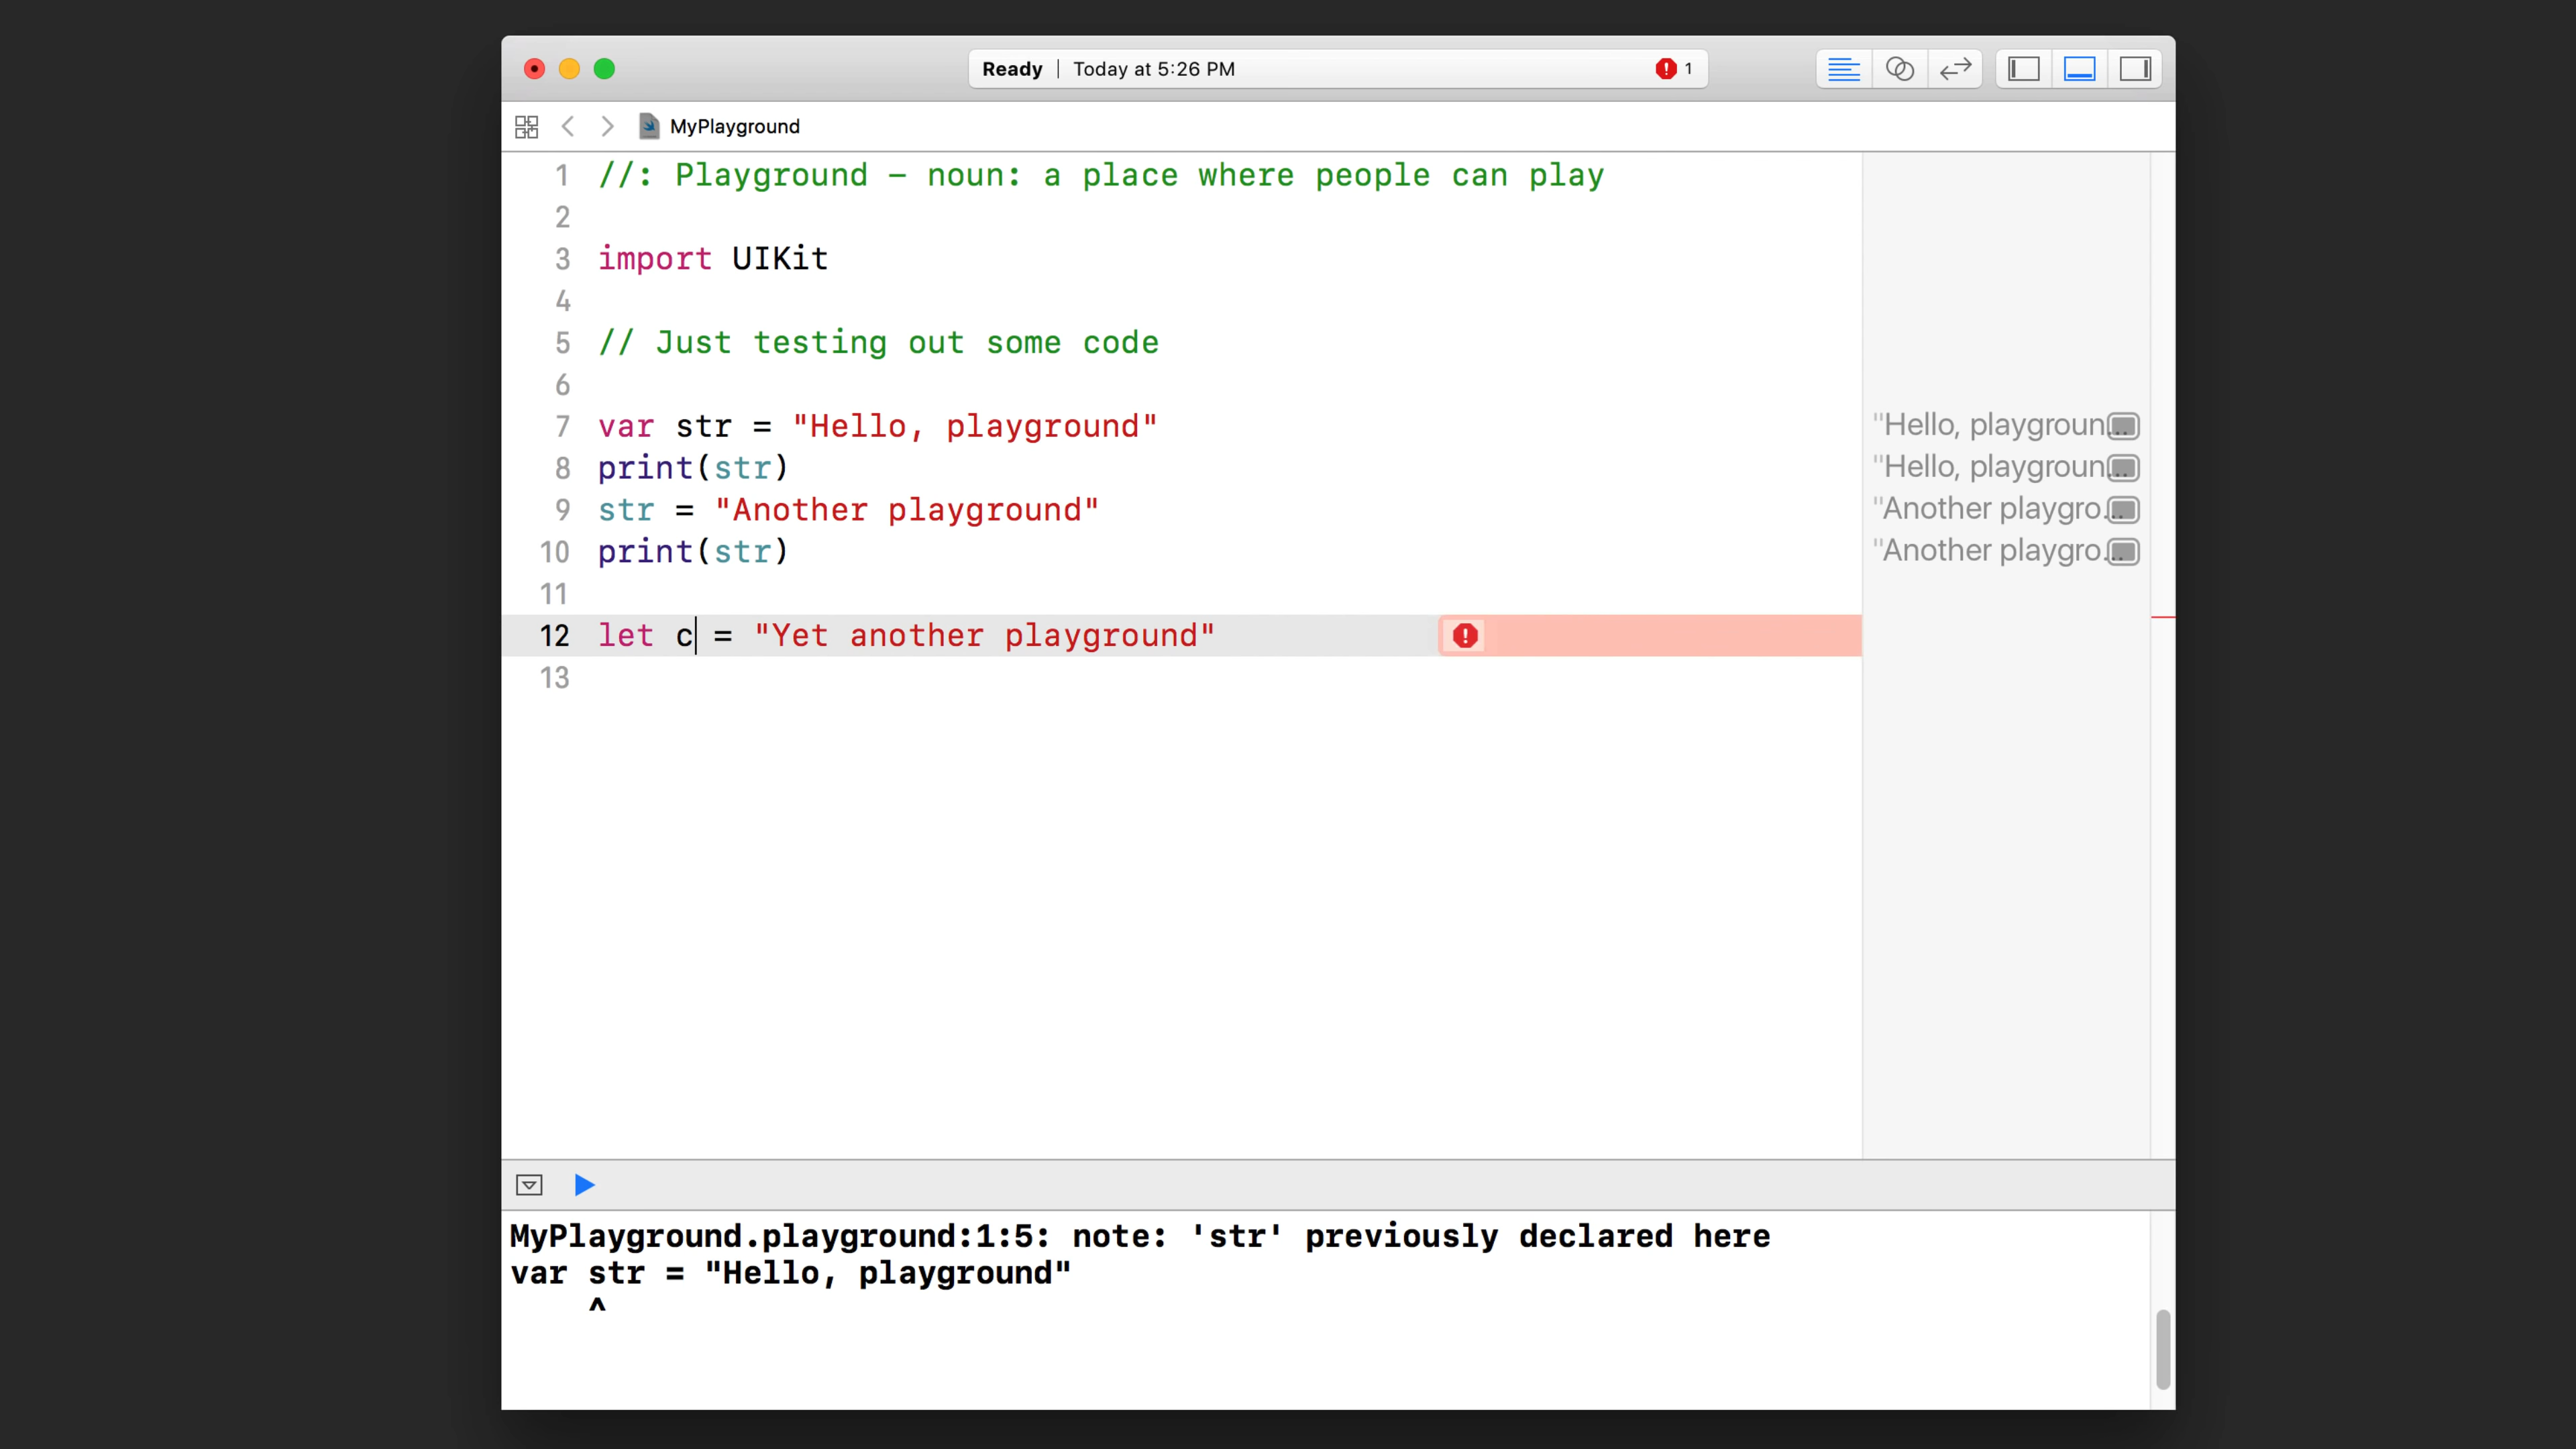 Ready | Today at 5:26 PM 1
MyPlayground
1 //: Playground – noun: a place where people can play
2
3 import UIKit
4
5 // Just testing out some code
6
7 var str = "Hello, playground"
"Hello, playgroun...
8 print(str)
"Hello, playgroun...
9 str = "Another playground"
"Another playgro...
10 print(str)
"Another playgro...
11
12 let c = "Yet another playground"
13
MyPlayground.playground:1:5: note: 'str' previously declared here
var str = "Hello, playground"
^